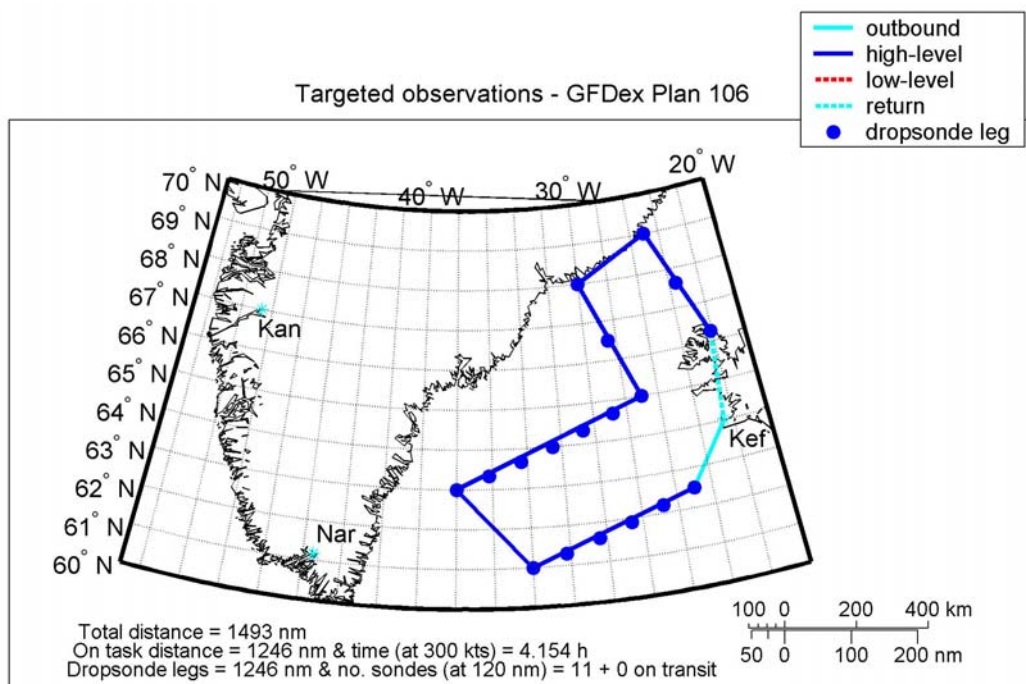 outbound
high-level
low-level
return
dropsonde leg
Targeted observations - GFDex Plan 106
50° W
40° W
30° W
20° W
70° N
69° N
68° N
67° N
66° N
65° N
64° N
63° N
62° N
61° N
60° N
Kan
Kef
Nar
100 0 200 400 km
50 0 100 200 nm
Total distance = 1493 nm
On task distance = 1246 nm & time (at 300 kts) = 4.154 h
Dropsonde legs = 1246 nm & no. sondes (at 120 nm) = 11 + 0 on transit